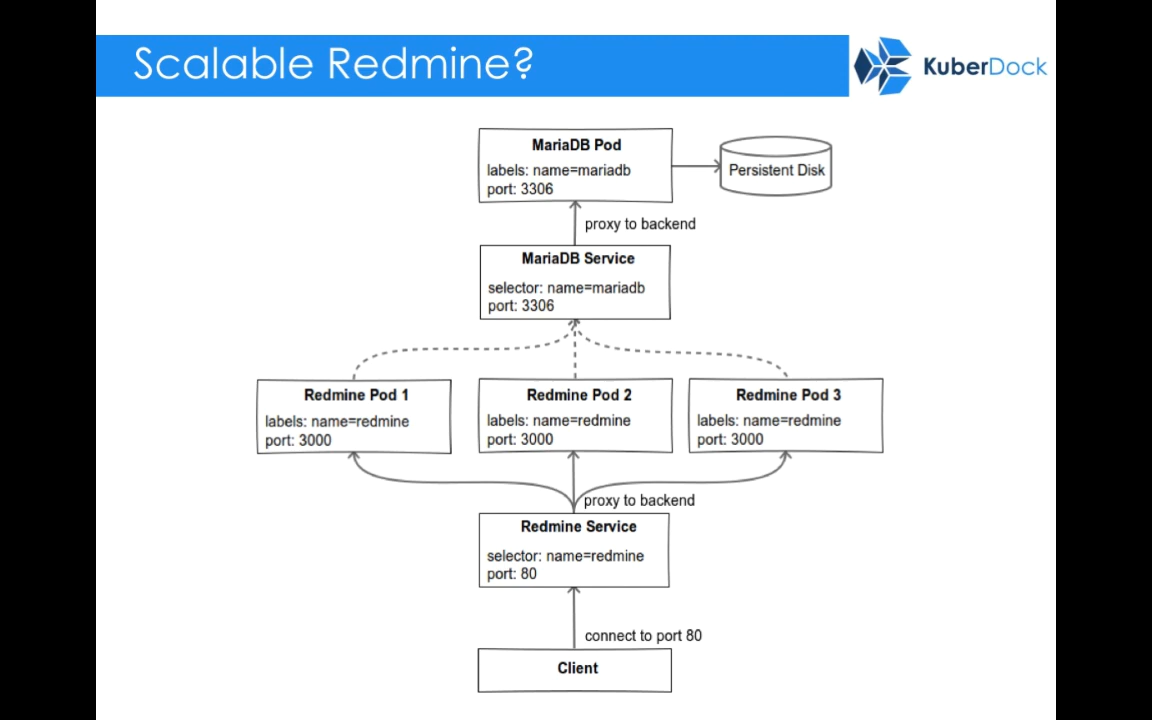 Scalable Redmine?
KuberDock
MariaDB Pod
labels: name=mariadb
port: 3306
Persistent Disk
proxy to backend
MariaDB Service
selector: name=mariadb
port: 3306
Redmine Pod 1
labels: name=redmine
port: 3000
Redmine Pod 2
labels: name=redmine
port: 3000
Redmine Pod 3
labels: name=redmine
port: 3000
proxy to backend
Redmine Service
selector: name=redmine
port: 80
connect to port 80
Client